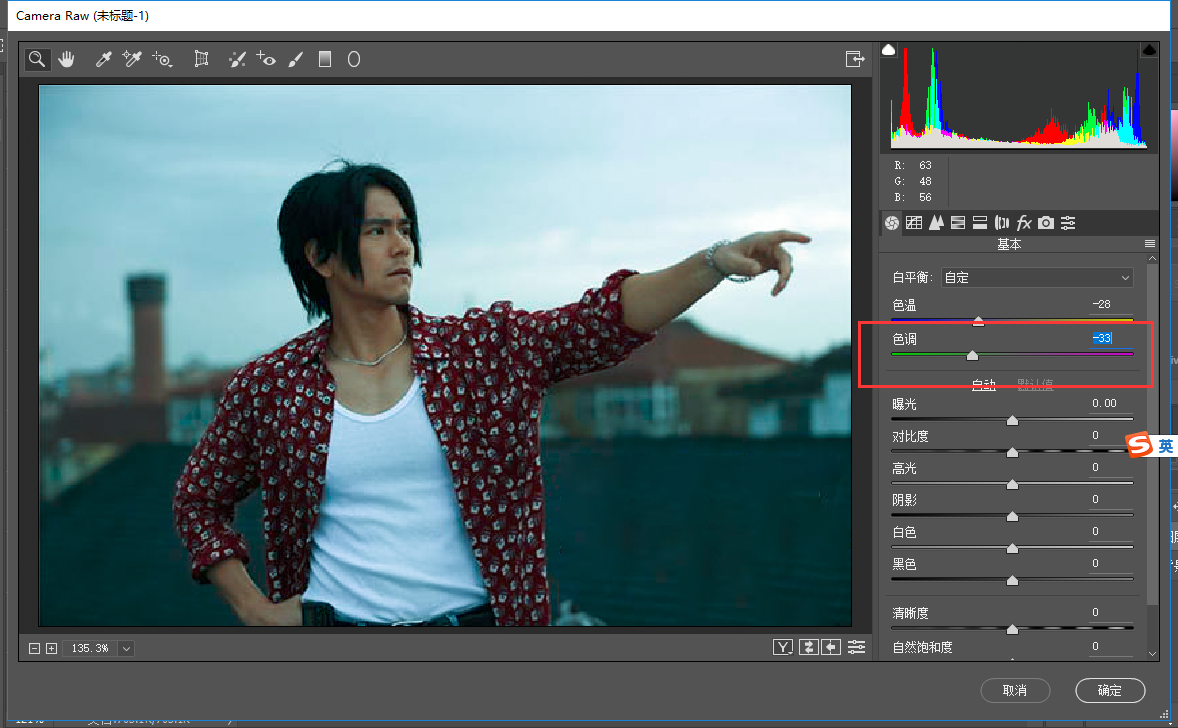 Camera Raw (未标题-1)
R: 63
G: 48
B: 56
fx
基本
白平衡: 自定
色温 -28
色调 -33
自动 默认值
曝光 0.00
对比度 0
高光 0
英
阴影 0
白色 0
黑色 0
清晰度 0
自然饱和度 0
135.3% Y
取消 确定